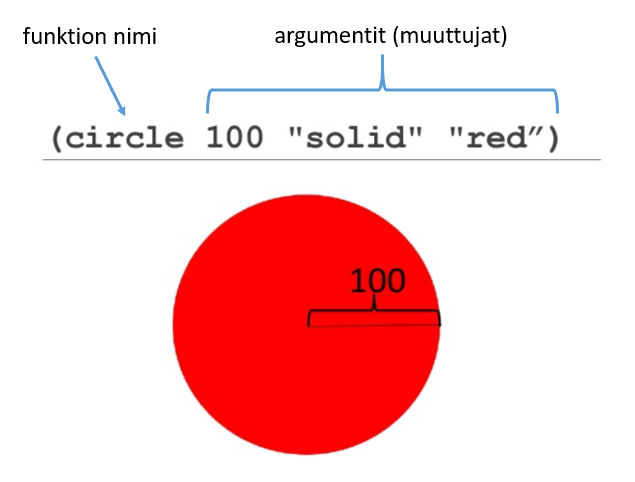 funktion nimi
argumentit (muuttujat)
(circle 100 "solid" "red”)
100